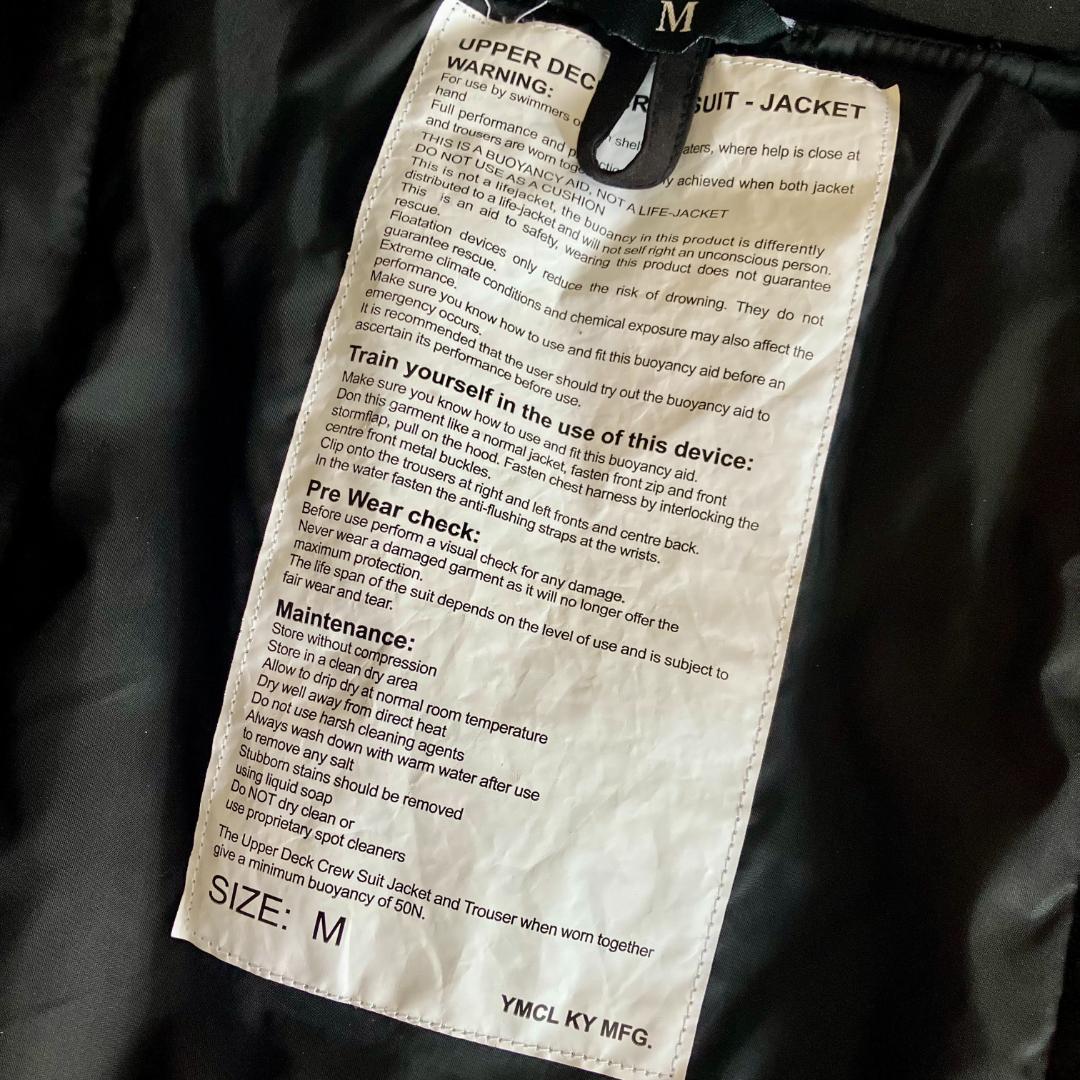 M
UPPER DEC SUIT - JACKET
WARNING:
For use by swimmers shel aters, where help is close at
hand
Full performance and achieved when both jacket
and trousers are worn
THIS IS A BUOYANCY AID, NOT A LIFE-JACKET
DO NOT USE AS A CUSHION
This is not a lifejacket, the buoancy in this product is differently
distributed to a life-jacket and will not self right an unconscious person.
This is an aid to safety, wearing this product does not guarantee
rescue.
Floatation devices only reduce the risk of drowning. They do not
guarantee rescue.
Extreme climate conditions and chemical exposure may also affect the
performance.
Make sure you know how to use and fit this buoyancy aid before an
emergency occurs.
It is recommended that the user should try out the buoyancy aid to
ascertain its performance before use.
Train yourself in the use of this device:
Make sure you know how to use and fit this buoyancy aid.
Don this garment like a normal jacket, fasten front zip and front
stormflap, pull on the hood. Fasten chest harness by interlocking the
centre front metal buckles.
Clip onto the trousers at right and left fronts and centre back.
In the water fasten the anti-flushing straps at the wrists.
Pre Wear check:
Before use perform a visual check for any damage.
Never wear a damaged garment as it will no longer offer the
maximum protection.
The life span of the suit depends on the level of use and is subject to
fair wear and tear.
Maintenance:
Store without compression
Store in a clean dry area
Allow to drip dry at normal room temperature
Dry well away from direct heat
Do not use harsh cleaning agents
Always wash down with warm water after use
to remove any salt
Stubborn stains should be removed
using liquid soap
Do NOT dry clean or
use proprietary spot cleaners
The Upper Deck Crew Suit Jacket and Trouser when worn together
give a minimum buoyancy of 50N.
SIZE: M
YMCL KY MFG.